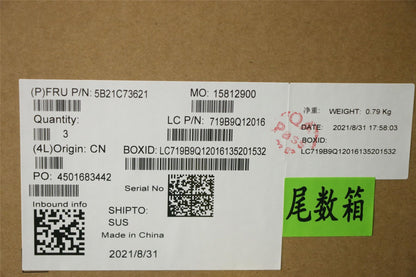 (P)FRU P/N: 5B21C73621
MO: 15812900
Quantity:
3
LC P/N: 719B9Q12016
(4L)Origin: CN
BOXID: LC719B9Q12016135201532
PO: 4501683442
Serial No
Inbound info
SHIPTO:
SUS
Made in China
2021/8/31
净重: WEIGHT: 0.79 Kg
DATE: 2021/8/31 17:58:03
BOXID:
LC719B9Q12016135201532
尾数箱